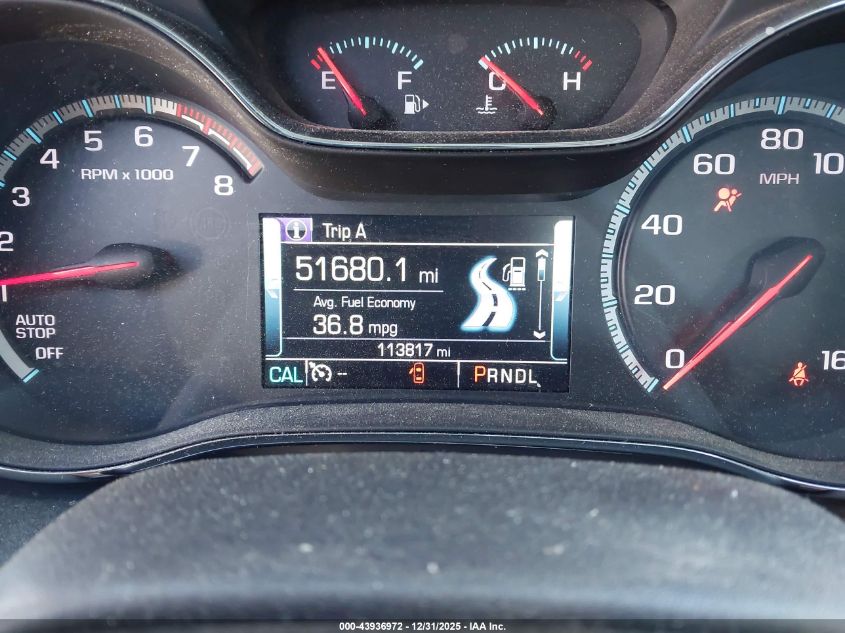 E F C H
1 2 3 4 5 6 7 8
RPM x 1000
AUTO
STOP
OFF
Trip A
51680.1 mi
Avg. Fuel Economy
36.8 mpg
113817 mi
CAL -- PRNDL
0 20 40 60 80 10
MPH
16
000-43936972 - 12/31/2025 - IAA Inc.